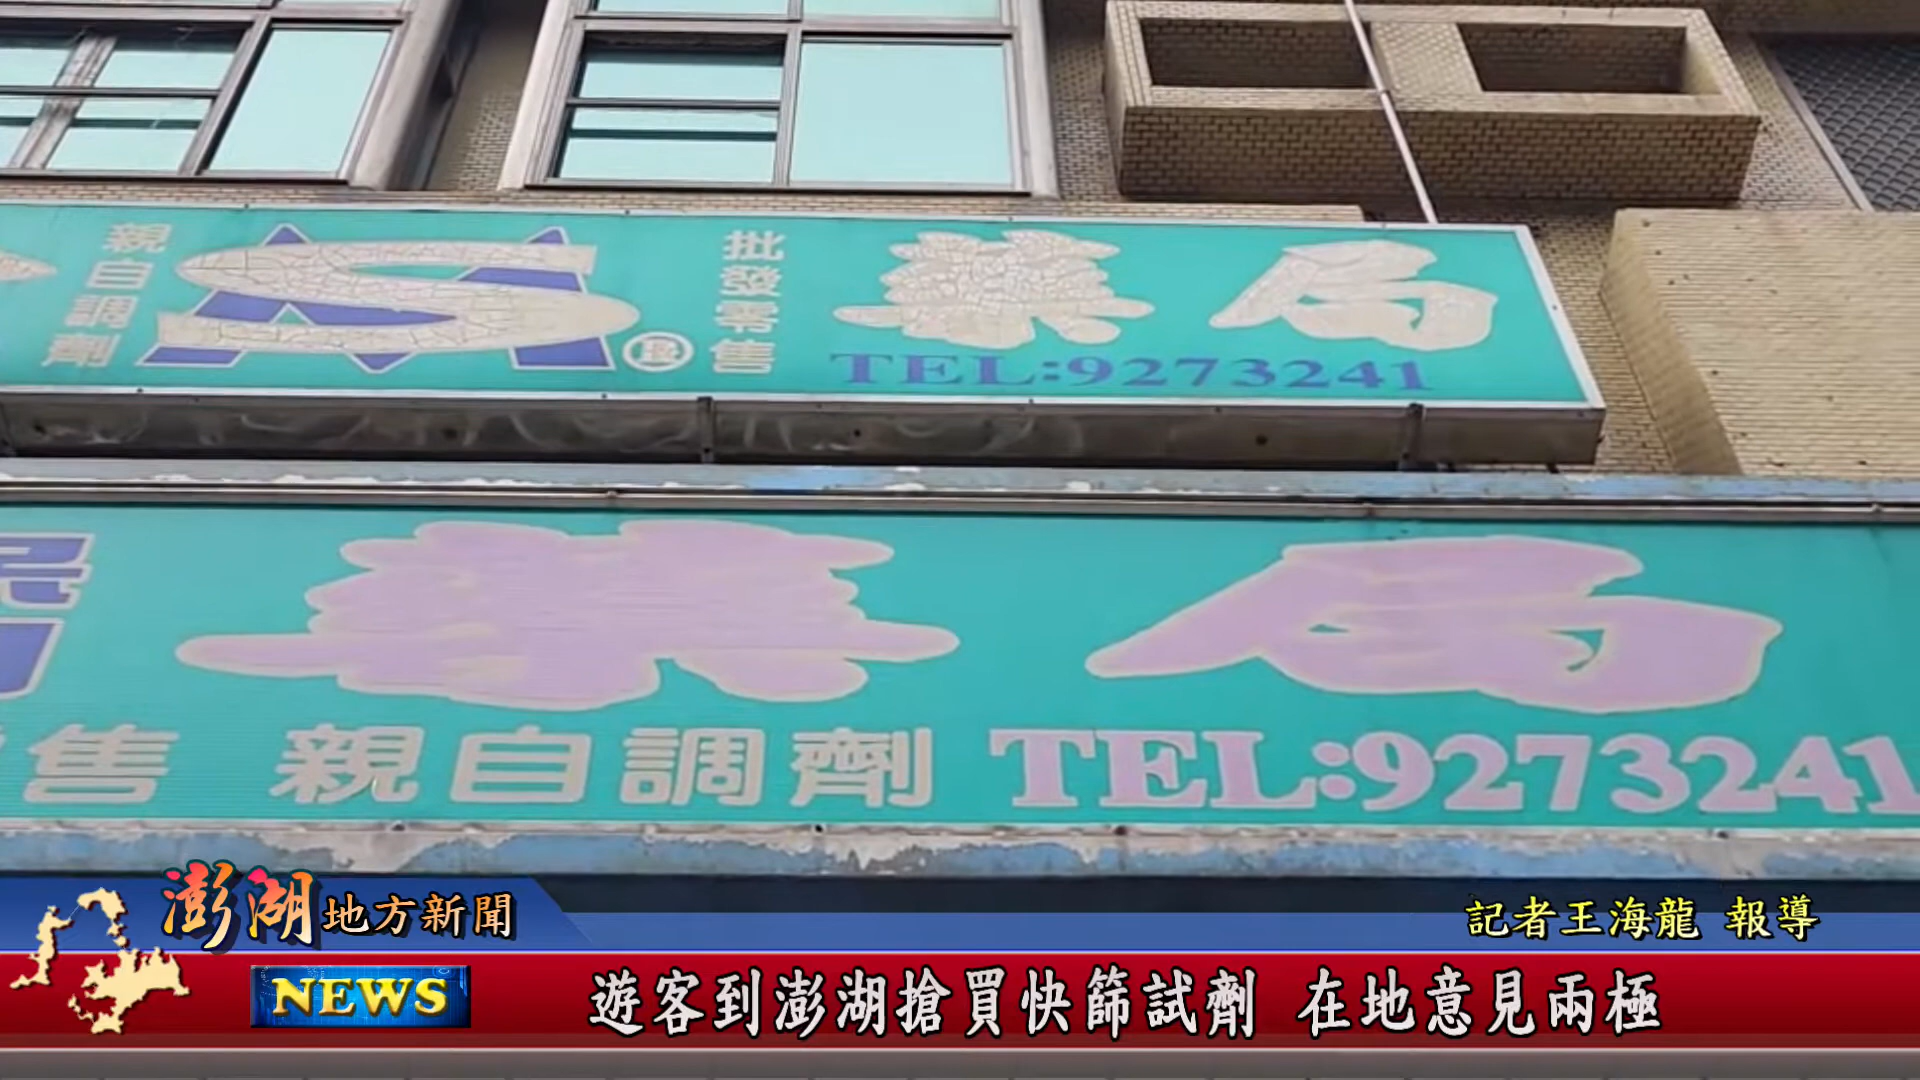 親自調劑
S
R
批發零售
藥局
TEL:9273241
民
藥局
售 親自調劑 TEL:9273241
澎湖地方新聞
記者王海龍 報導
NEWS
遊客到澎湖搶買快篩試劑 在地意見兩極